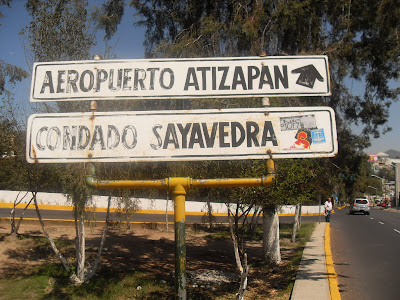 AEROPUERTO ATIZAPAN
CONDADO SAYAVEDRA